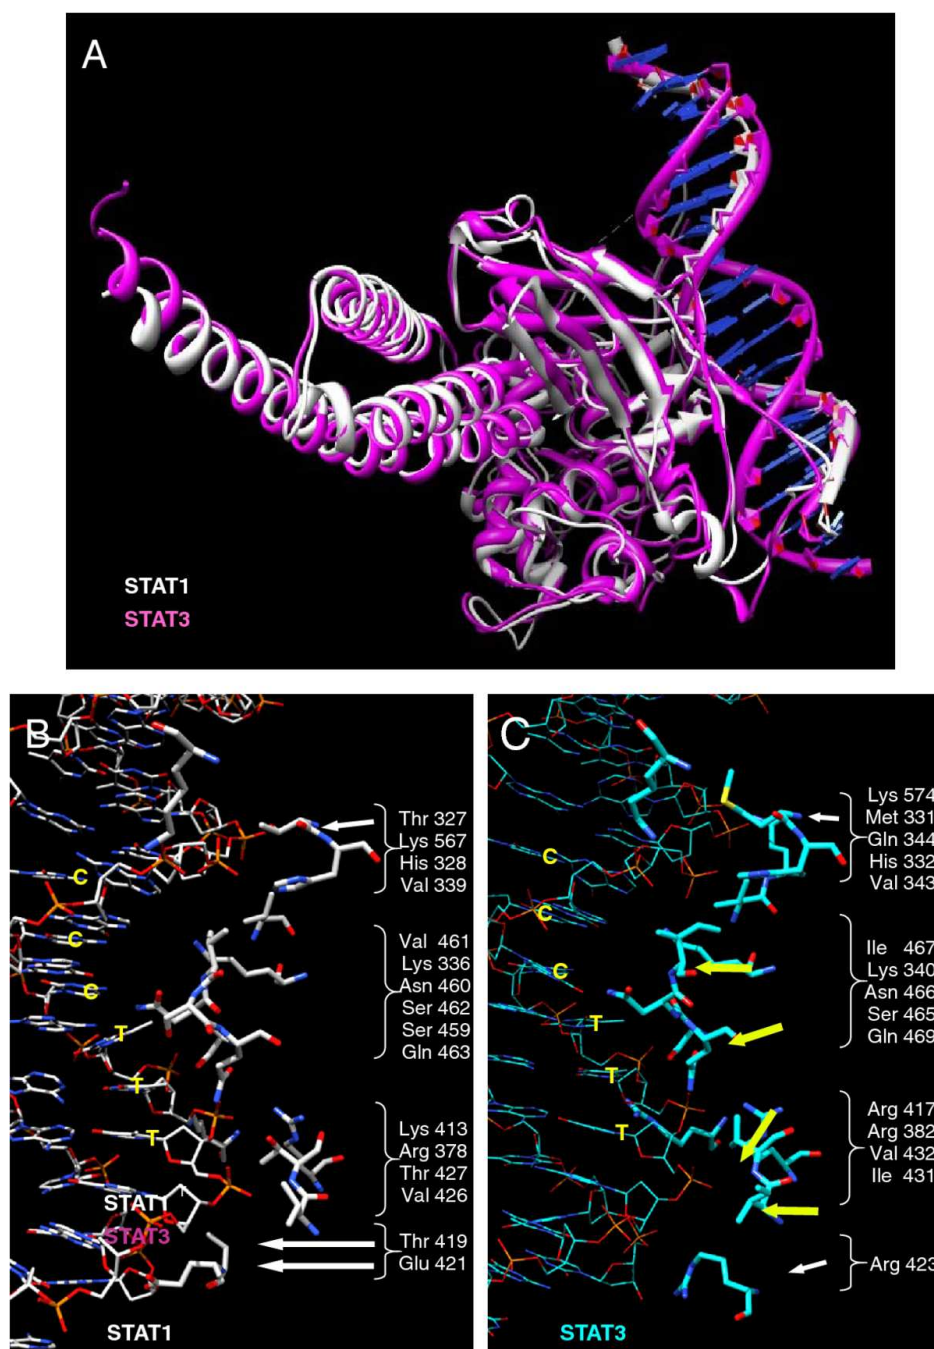 A
STAT1
STAT3
B
Thr 327
Lys 567
His 328
Val 339
C
C
C
Val 461
Lys 336
Asn 460
Ser 462
Ser 459
Gln 463
T
T
T
Lys 413
Arg 378
Thr 427
Val 426
STAT1
STAT3
Thr 419
Glu 421
STAT1
C
Lys 574
Met 331
Gln 344
His 332
Val 343
C
C
C
Ile 467
Lys 340
Asn 466
Ser 465
Gln 469
T
T
T
Arg 417
Arg 382
Val 432
Ile 431
Arg 423
STAT3